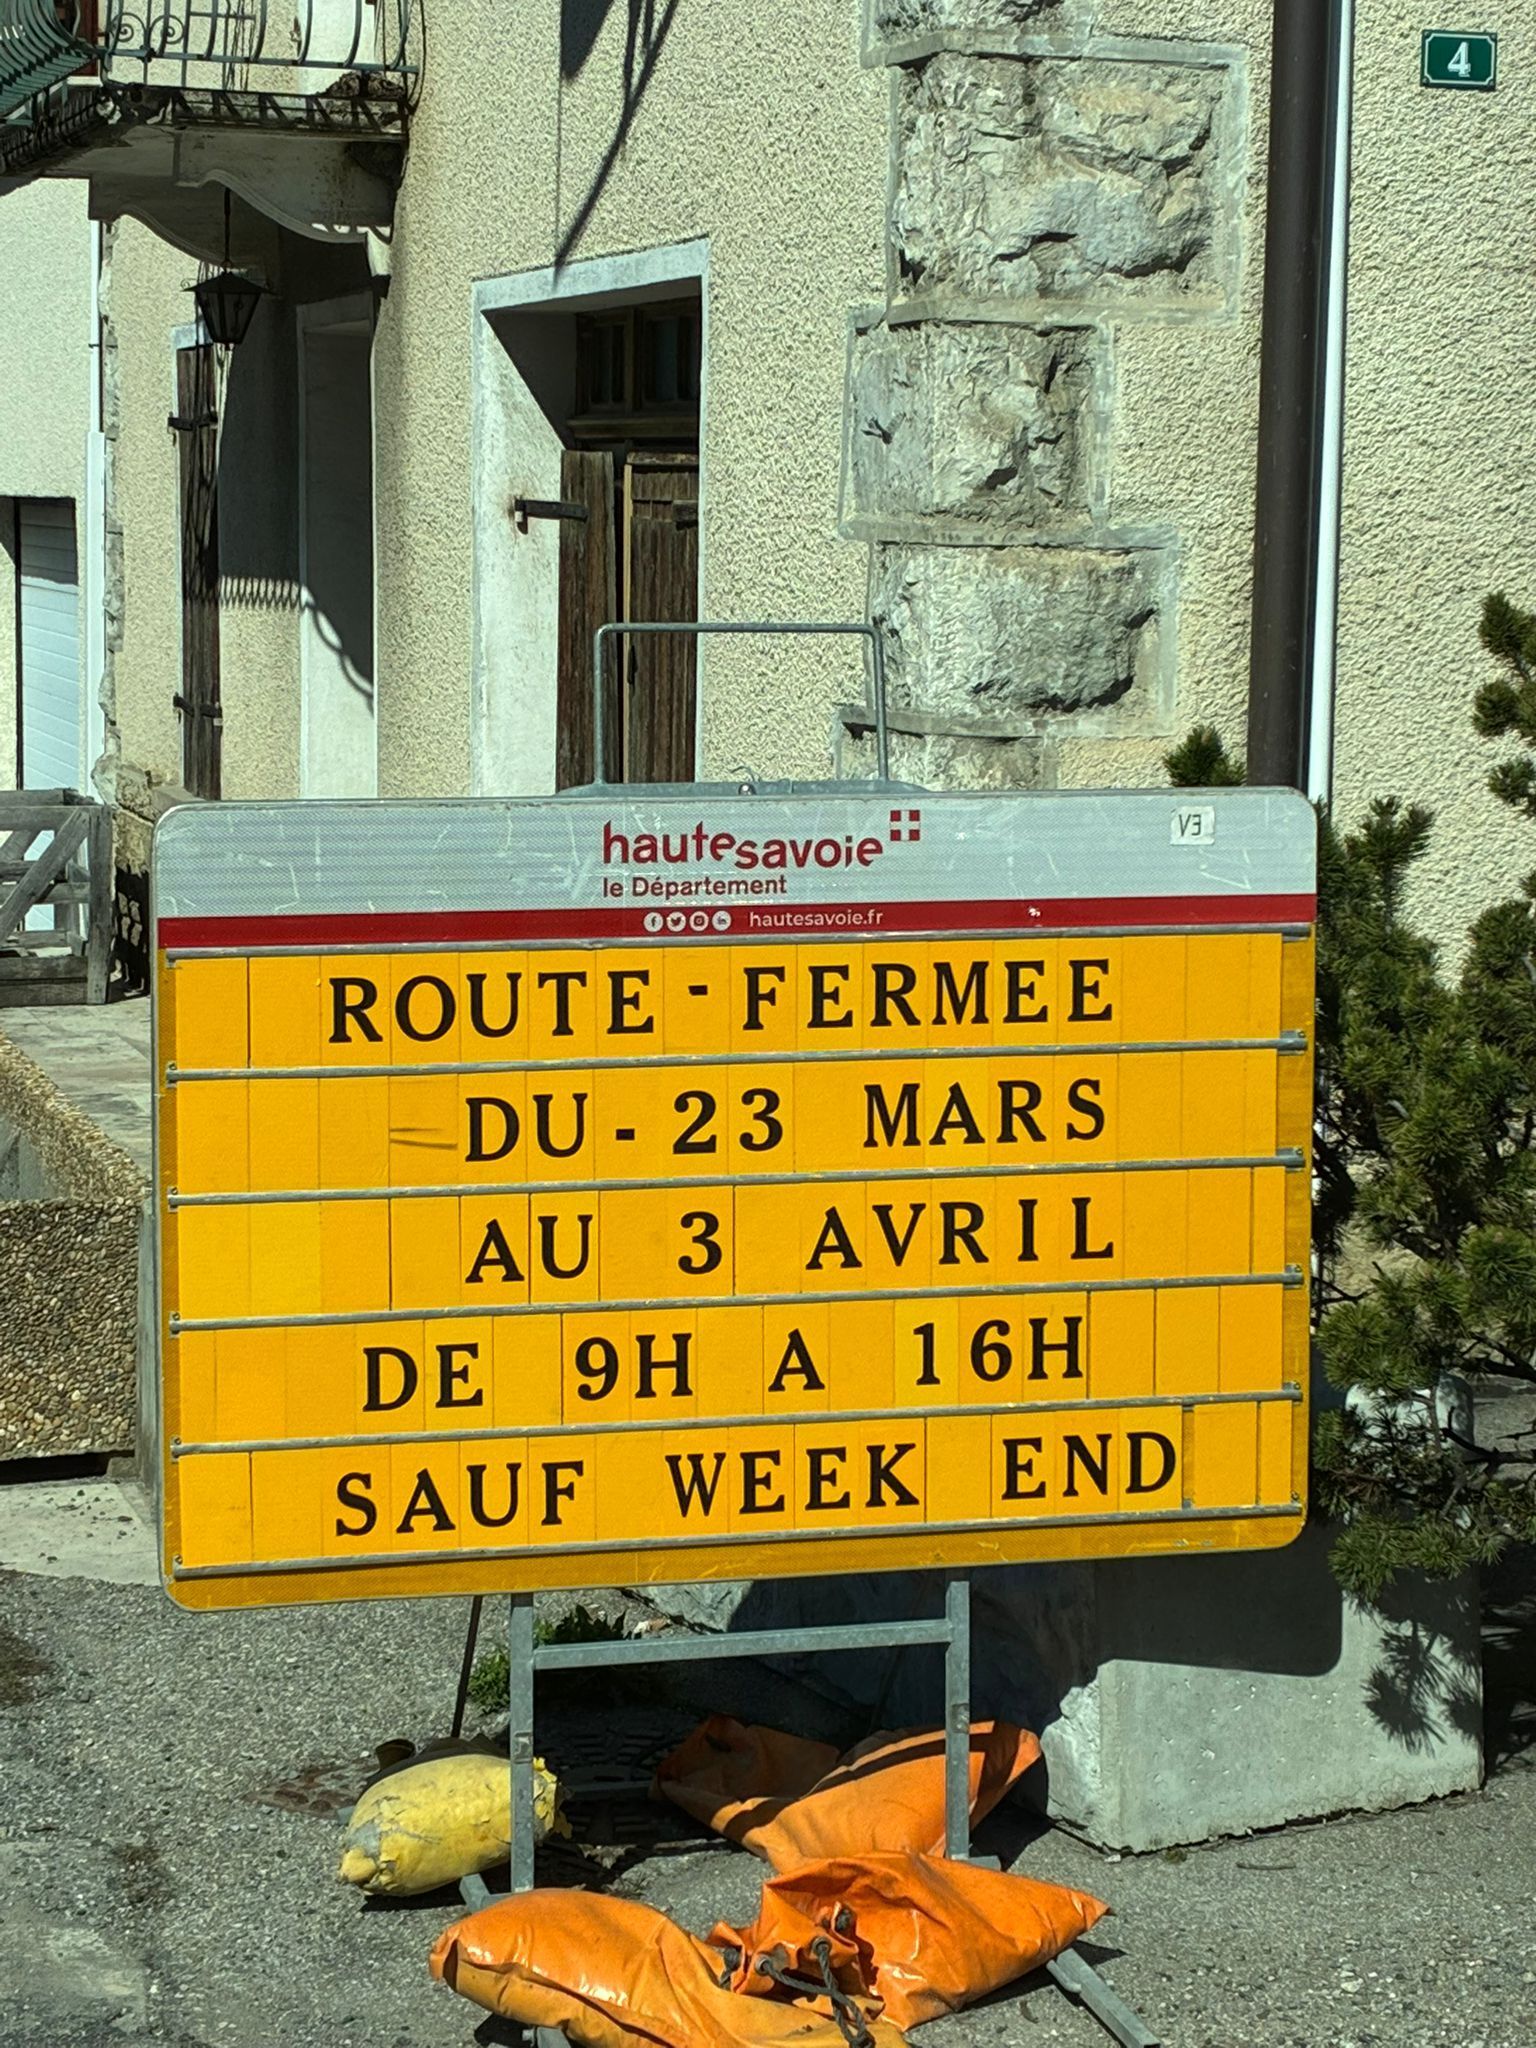 4
hautesavoie
V3
le Département
hautesavoie.fr
ROUTE-FERMEE
DU-23 MARS
AU 3 AVRIL
DE 9H A 16H
SAUF WEEK END